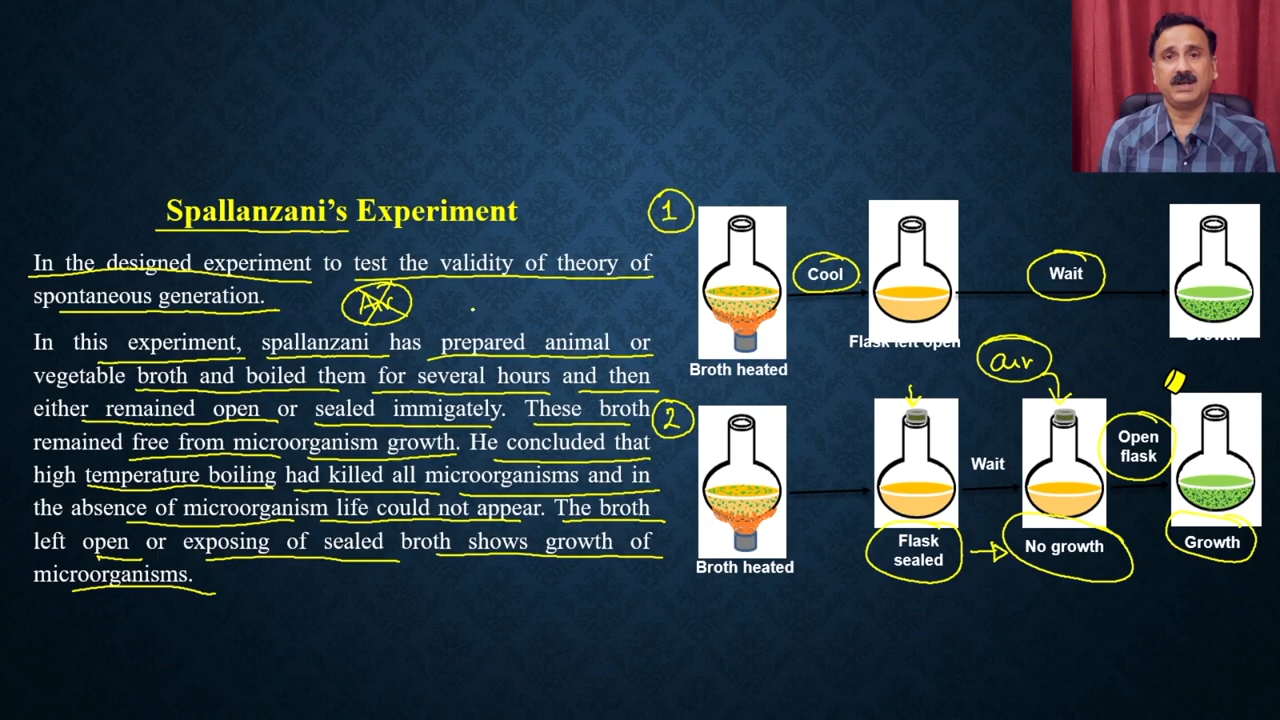 Spallanzani's Experiment
In the designed experiment to test the validity of theory of
spontaneous generation.
Air
In this experiment, spallanzani has prepared animal or
vegetable broth and boiled them for several hours and then
either remained open or sealed immigately. These broth
remained free from microorganism growth. He concluded that
high temperature boiling had killed all microorganisms and in
the absence of microorganism life could not appear. The broth
left open or exposing of sealed broth shows growth of
microorganisms.
1
Cool
Wait
Broth heated
Flask left open
Growth
2
air
Wait
Open
flask
Broth heated
Flask
sealed
No growth
Growth